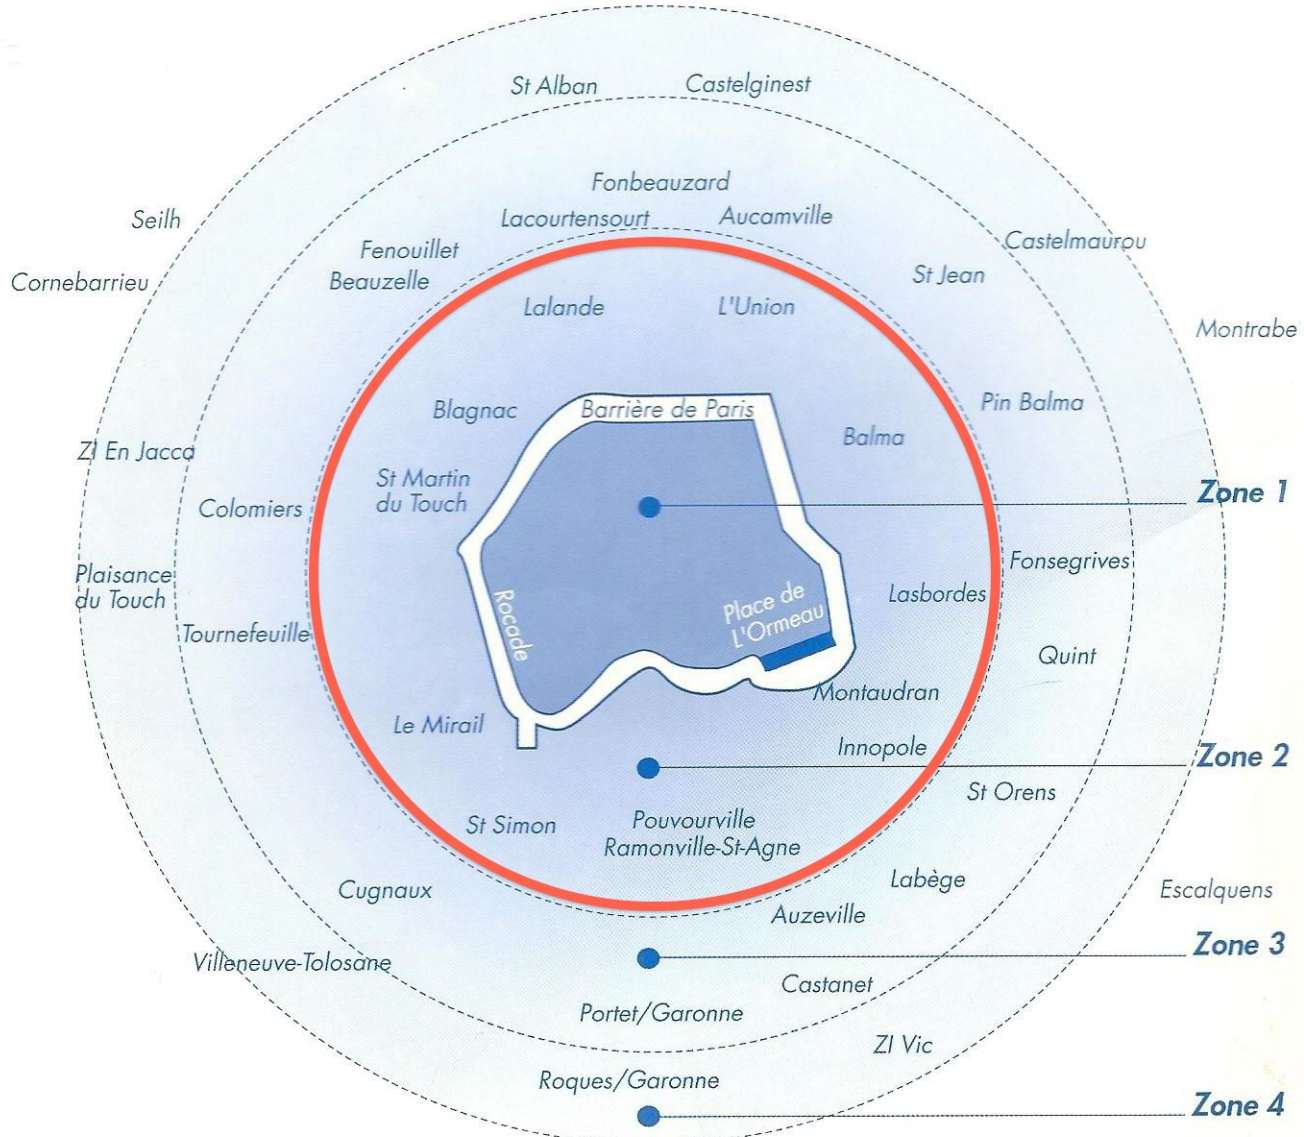 St Alban
Castelginest
Fonbeauzard
Lacourtensourt
Aucamville
Seilh
Fenouillet
Beauzelle
Castelmaurou
St Jean
Cornebarrieu
Lalande
L'Union
Montrabe
Blagnac
Barrière de Paris
Pin Balma
Balma
ZI En Jacca
St Martin
du Touch
Colomiers
Zone 1
Plaisance
du Touch
Fonsegrives
Lasbordes
Rocade
Place de
L'Ormeau
Tournefeuille
Quint
Montaudran
Le Mirail
Innopole
Zone 2
St Orens
St Simon
Pouvourville
Ramonville-St-Agne
Cugnaux
Labège
Escalquens
Auzeville
Zone 3
Villeneuve-Tolosane
Castanet
Portet/Garonne
ZI Vic
Roques/Garonne
Zone 4